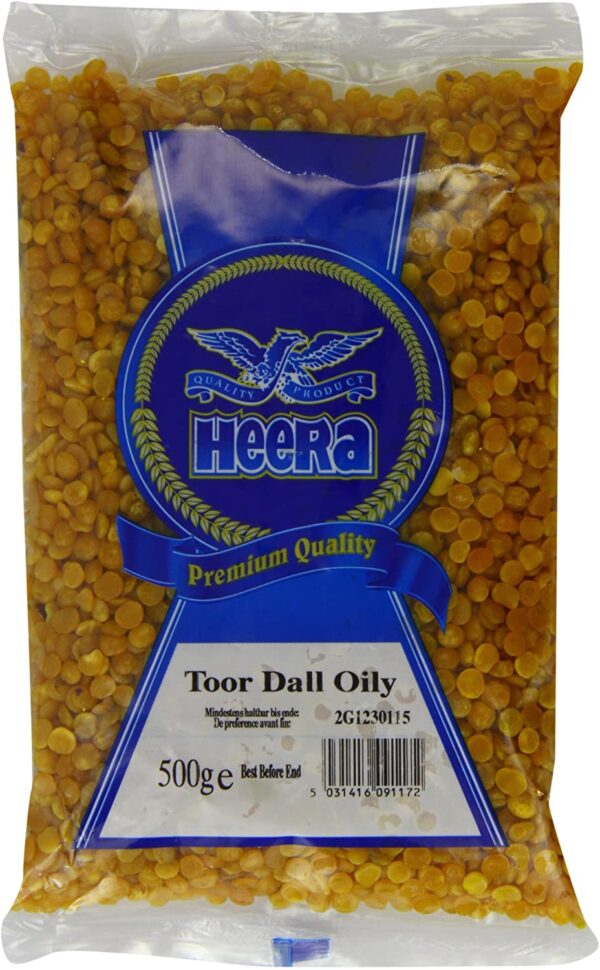 QUALITY PRODUCT
HeeRa
Premium Quality
Toor Dall Oily
Mindestens haltbar bis ende:
De preference avant fin:
2G1230115
500g e Best Before End
5 031416 091172